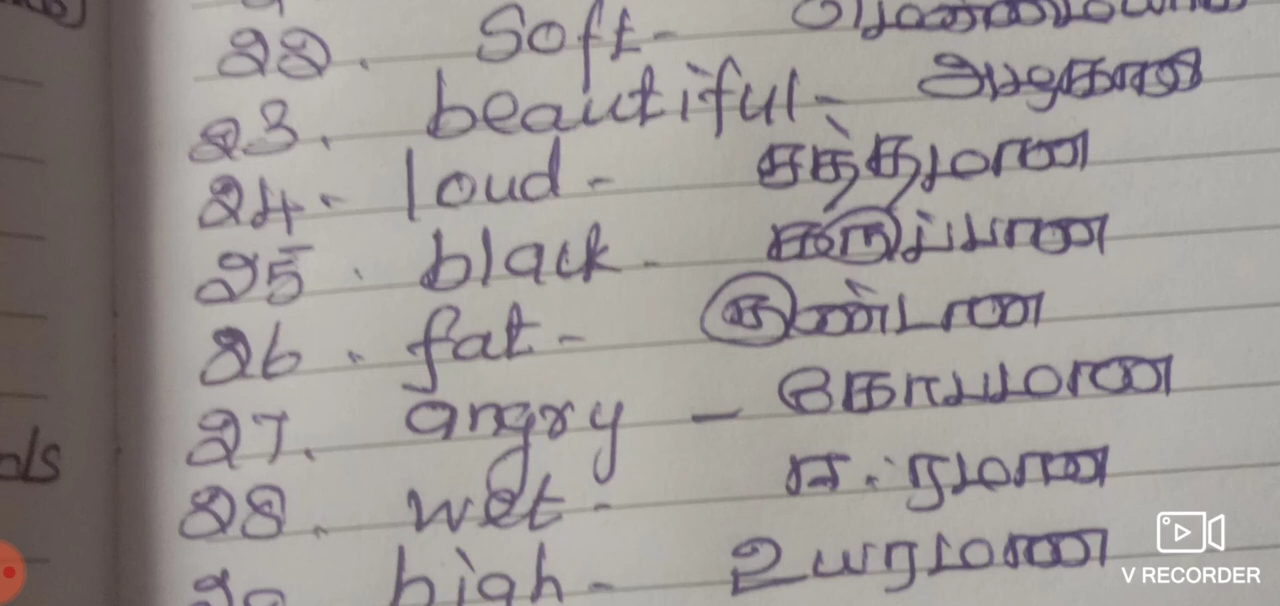 22. Soft-
23. beautiful- அழகான
24. loud- சத்தமான
25. black- கருப்பான
26. fat- குண்டான
27. angry - கோபமான
28. wet- ஈரமான
high- உயரமான
ds
V RECORDER